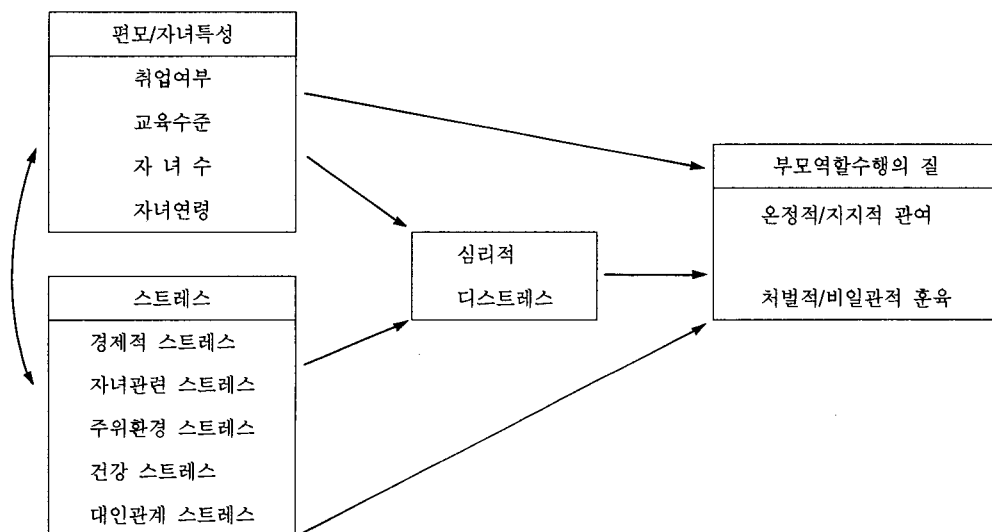 편모/자녀특성
취업여부
교육수준
자 녀 수
자녀연령
스트레스
경제적 스트레스
자녀관련 스트레스
주위환경 스트레스
건강 스트레스
대인관계 스트레스
심리적
디스트레스
부모역할수행의 질
온정적/지지적 관여
처벌적/비일관적 훈육